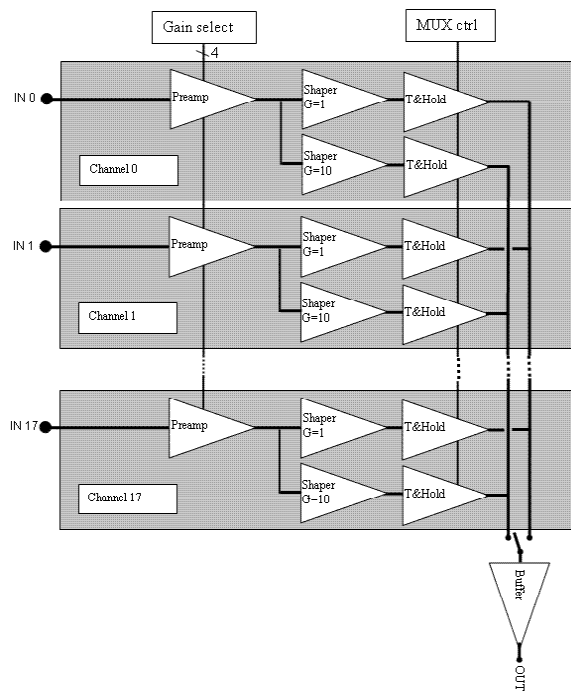 Gain select
MUX ctrl
4
IN 0
Preamp
Shaper
G=1
T&Hold
Shaper
G=10
T&Hold
Channel 0
IN 1
Preamp
Shaper
G=1
T&Hold
Shaper
G=10
T&Hold
Channel 1
IN 17
Preamp
Shaper
G=1
T&Hold
Shaper
G=10
T&Hold
Channel 17
Buffer
OUT